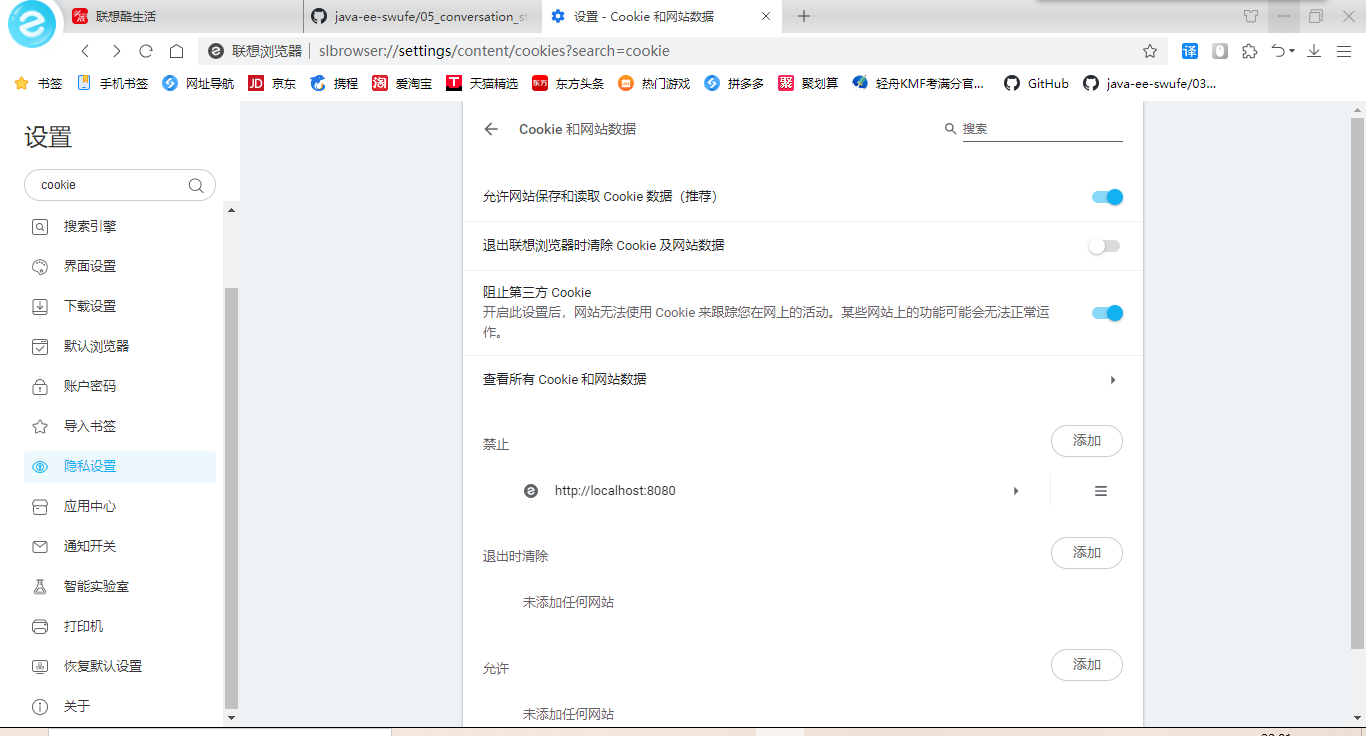 联想酷生活
java-ee-swufe/05_conversation_st
设置 - Cookie 和网站数据
联想浏览器 slbrowser://settings/content/cookies?search=cookie
译
书签 手机书签 网址导航 JD 京东 携程 淘 爱淘宝 T 天猫精选 东方 东方头条 热门游戏 拼多多 聚 聚划算 轻舟KMF考满分官... GitHub java-ee-swufe/03...
设置
cookie
搜索引擎
界面设置
下载设置
默认浏览器
账户密码
导入书签
隐私设置
应用中心
通知开关
智能实验室
打印机
恢复默认设置
关于
Cookie 和网站数据
搜索
允许网站保存和读取 Cookie 数据（推荐）
退出联想浏览器时清除 Cookie 及网站数据
阻止第三方 Cookie
开启此设置后，网站无法使用 Cookie 来跟踪您在网上的活动。某些网站上的功能可能会无法正常运
作。
查看所有 Cookie 和网站数据
禁止
添加
http://localhost:8080
退出时清除
添加
未添加任何网站
允许
添加
未添加任何网站